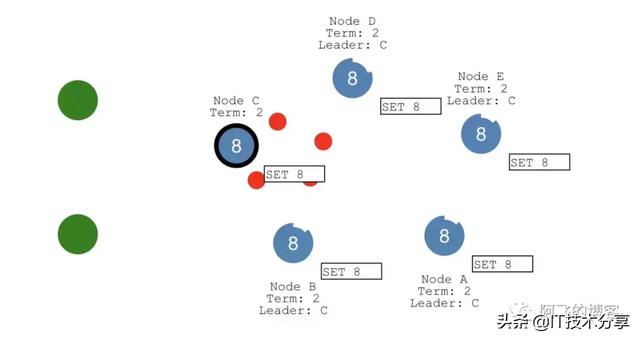 Node D
Term: 2
Leader: C
8
SET 8
Node E
Term: 2
Leader: C
8
SET 8
Node C
Term: 2
8
SET 8
8
SET 8
Node B
Term: 2
Leader: C
8
SET 8
Node A
Term: 2
Leader: C
阿飞的博客
头条 @IT技术分享